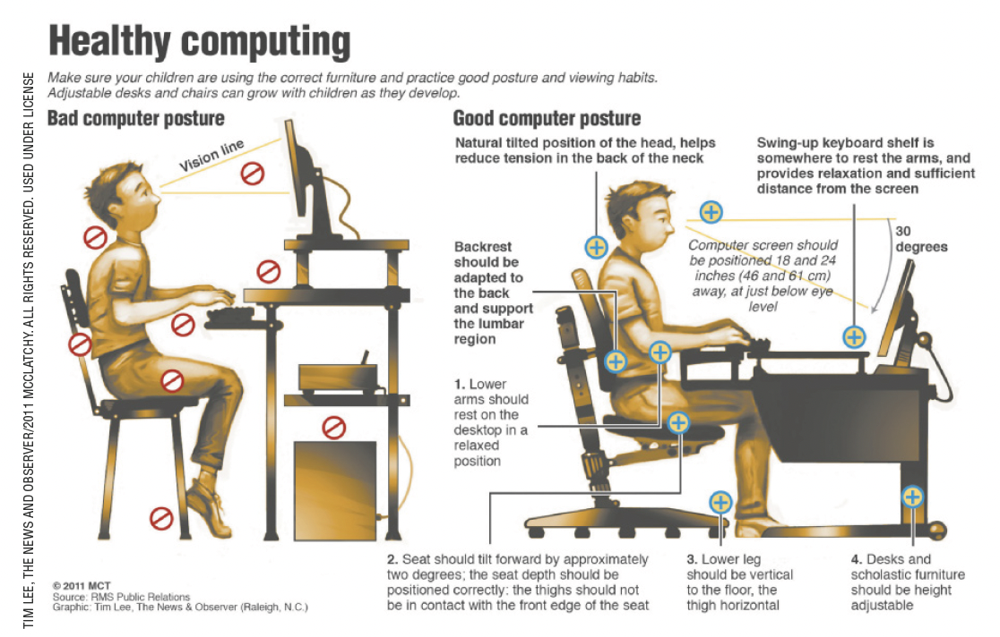 Healthy computing
Make sure your children are using the correct furniture and practice good posture and viewing habits.
Adjustable desks and chairs can grow with children as they develop.
Bad computer posture
Vision line
Good computer posture
Natural tilted position of the head, helps
reduce tension in the back of the neck
Swing-up keyboard shelf is
somewhere to rest the arms, and
provides relaxation and sufficient
distance from the screen
30
degrees
Computer screen should
be positioned 18 and 24
inches (46 and 61 cm)
away, at just below eye
level
Backrest
should be
adapted to
the back
and support
the lumbar
region
1. Lower
arms should
rest on the
desktop in a
relaxed
position
2. Seat should tilt forward by approximately
two degrees; the seat depth should be
positioned correctly: the thighs should not
be in contact with the front edge of the seat
3. Lower leg
should be vertical
to the floor, the
thigh horizontal
4. Desks and
scholastic furniture
should be height
adjustable
© 2011 MCT
Source: RMS Public Relations
Graphic: Tim Lee, The News & Observer (Raleigh, N.C.)
TIM LEE, THE NEWS AND OBSERVER/2011 MCCLATCHY. ALL RIGHTS RESERVED. USED UNDER LICENSE